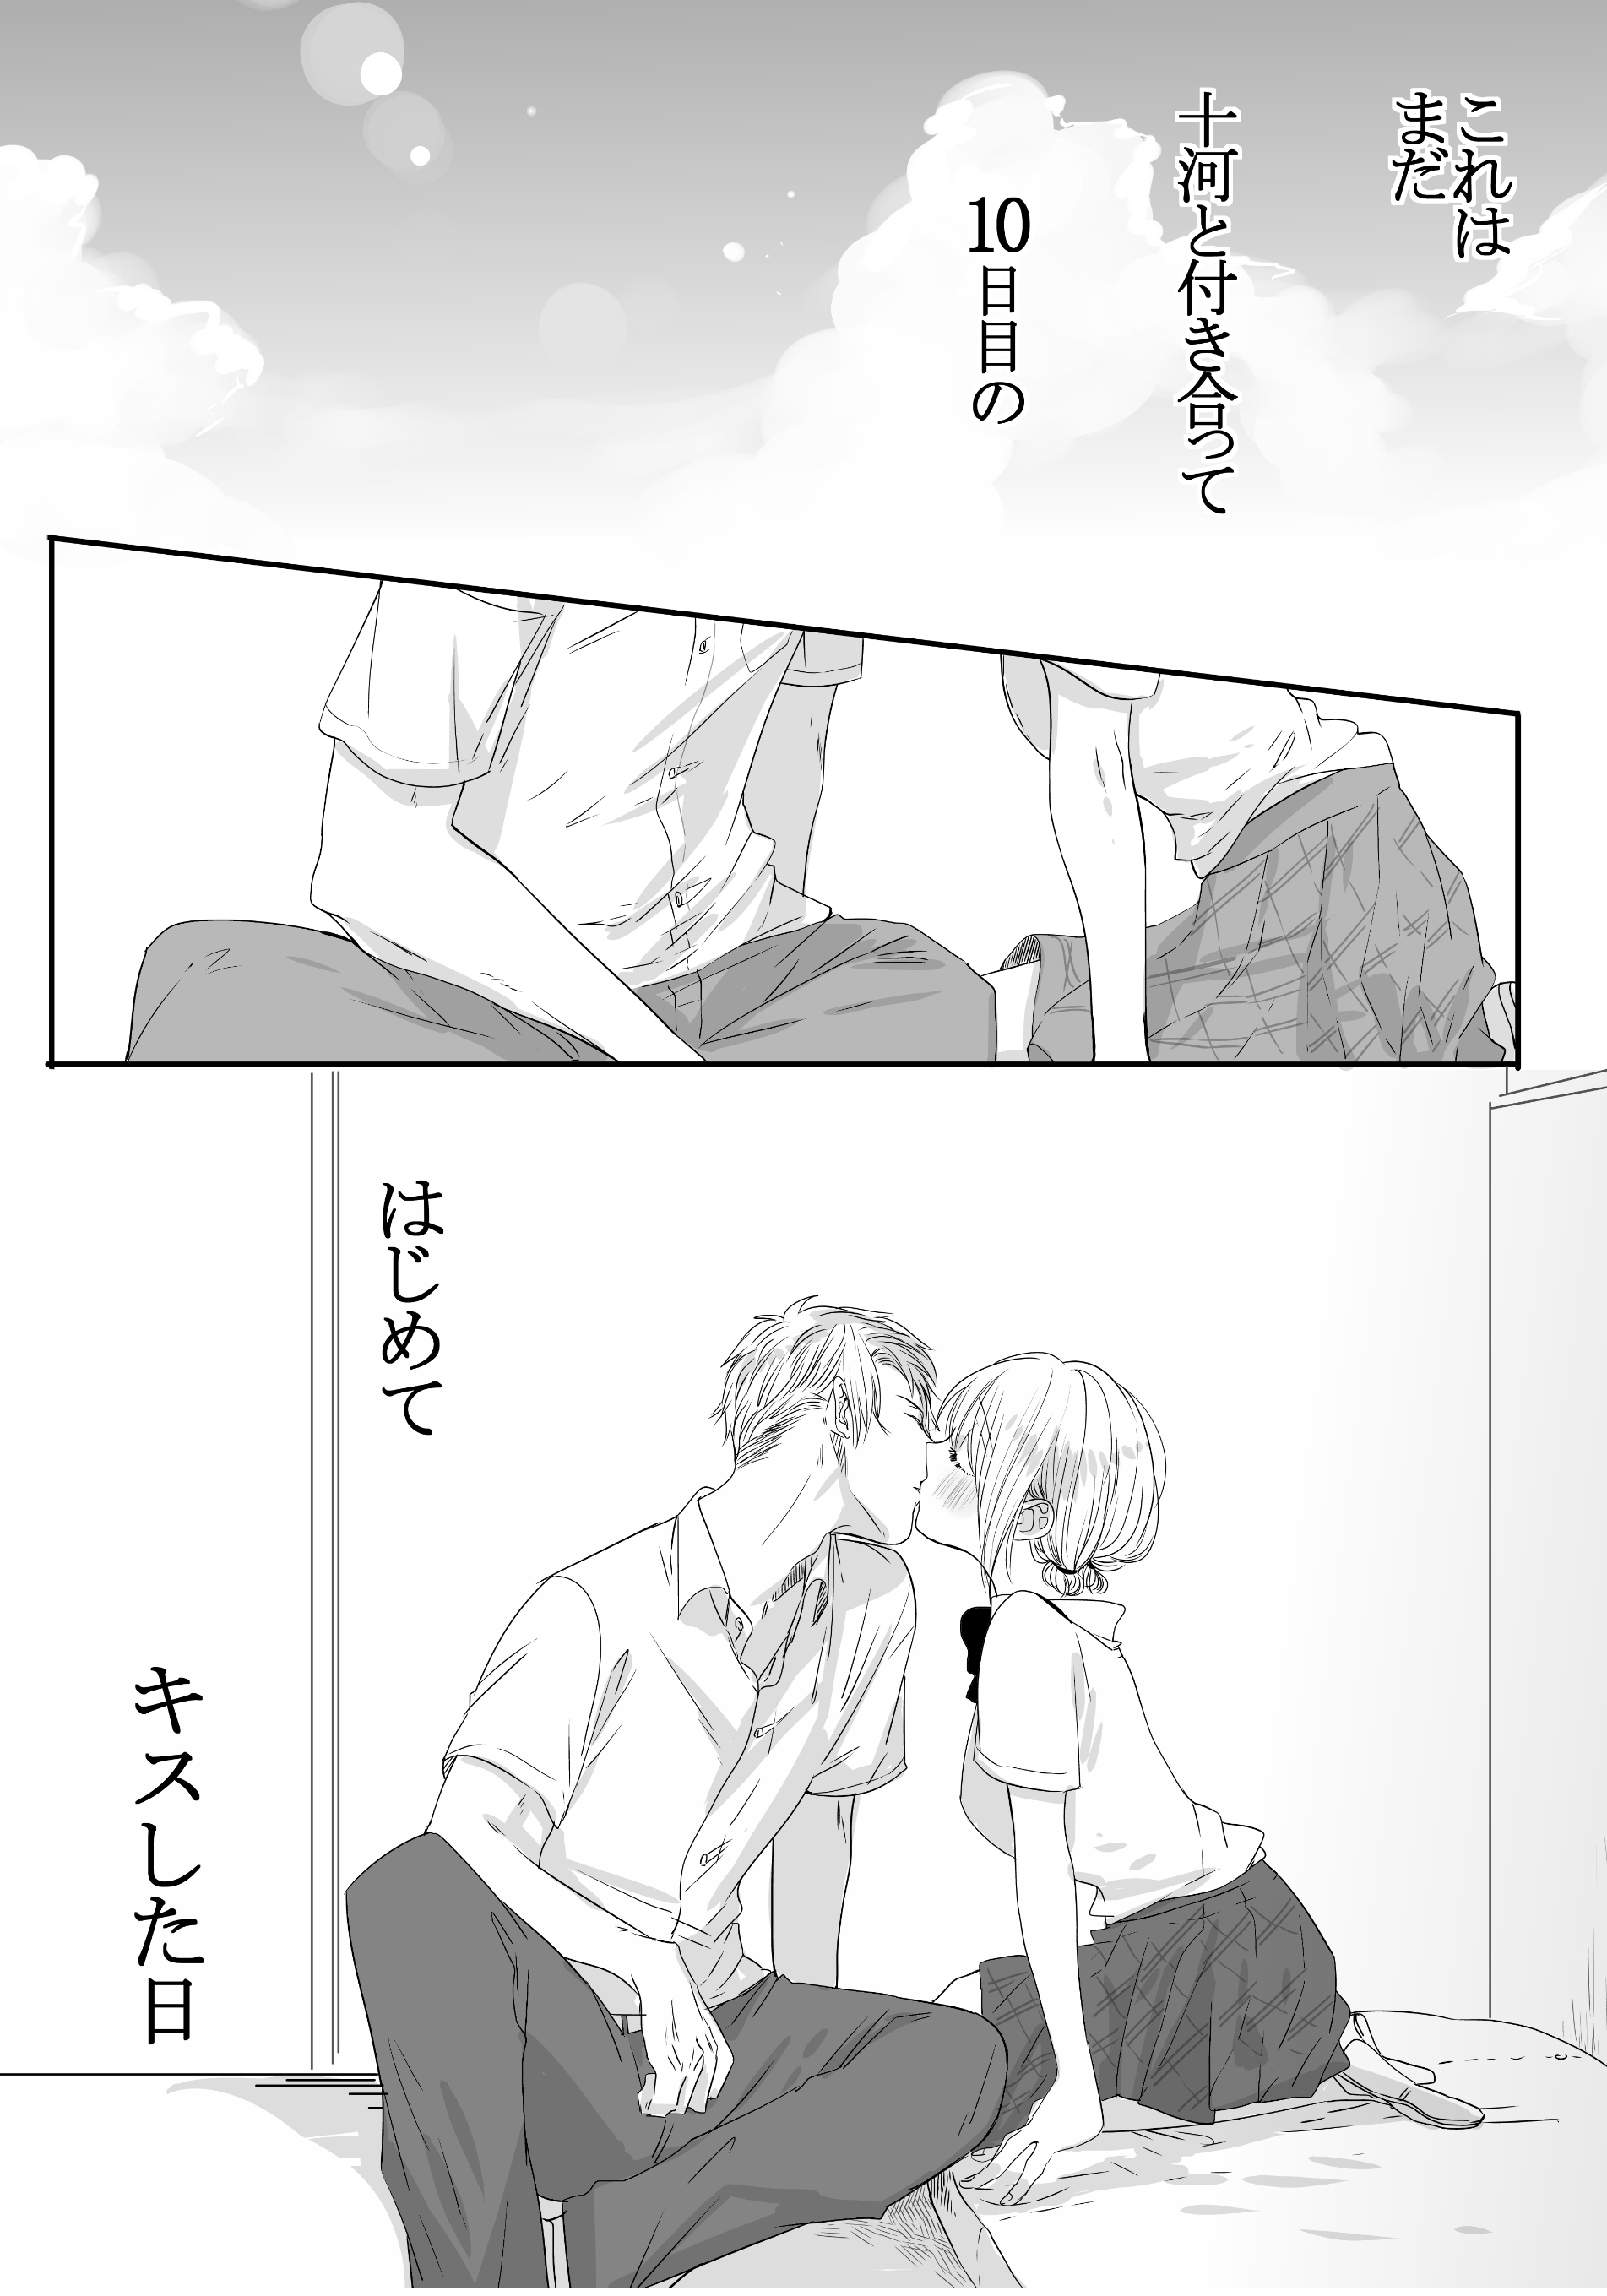 これは
まだ
十河と付き合って
10日目の
はじめて
キスした日